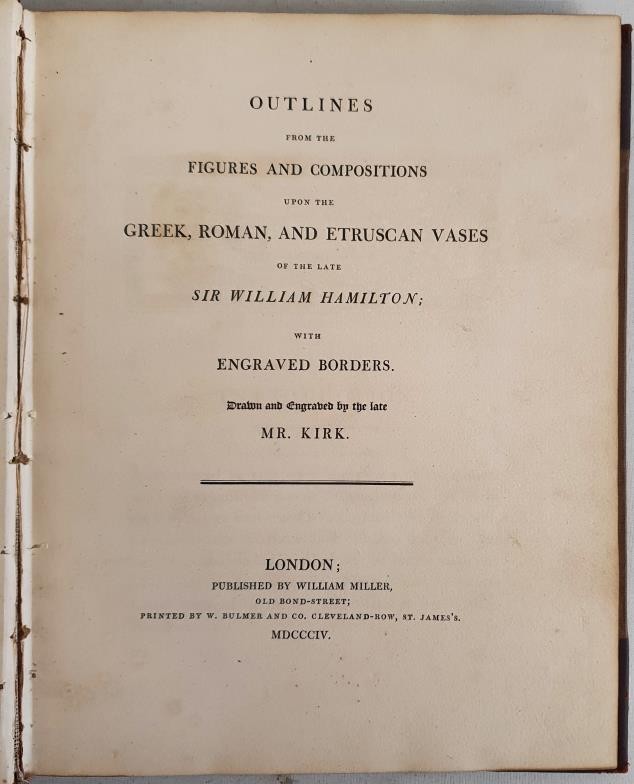 OUTLINES
FROM THE
FIGURES AND COMPOSITIONS
UPON THE
GREEK, ROMAN, AND ETRUSCAN VASES
OF THE LATE
SIR WILLIAM HAMILTON;
WITH
ENGRAVED BORDERS.
Drawn and Engraved by the late
MR. KIRK.
LONDON;
PUBLISHED BY WILLIAM MILLER,
OLD BOND-STREET;
PRINTED BY W. BULMER AND CO. CLEVELAND-ROW, ST. JAMES'S.
MDCCCIV.